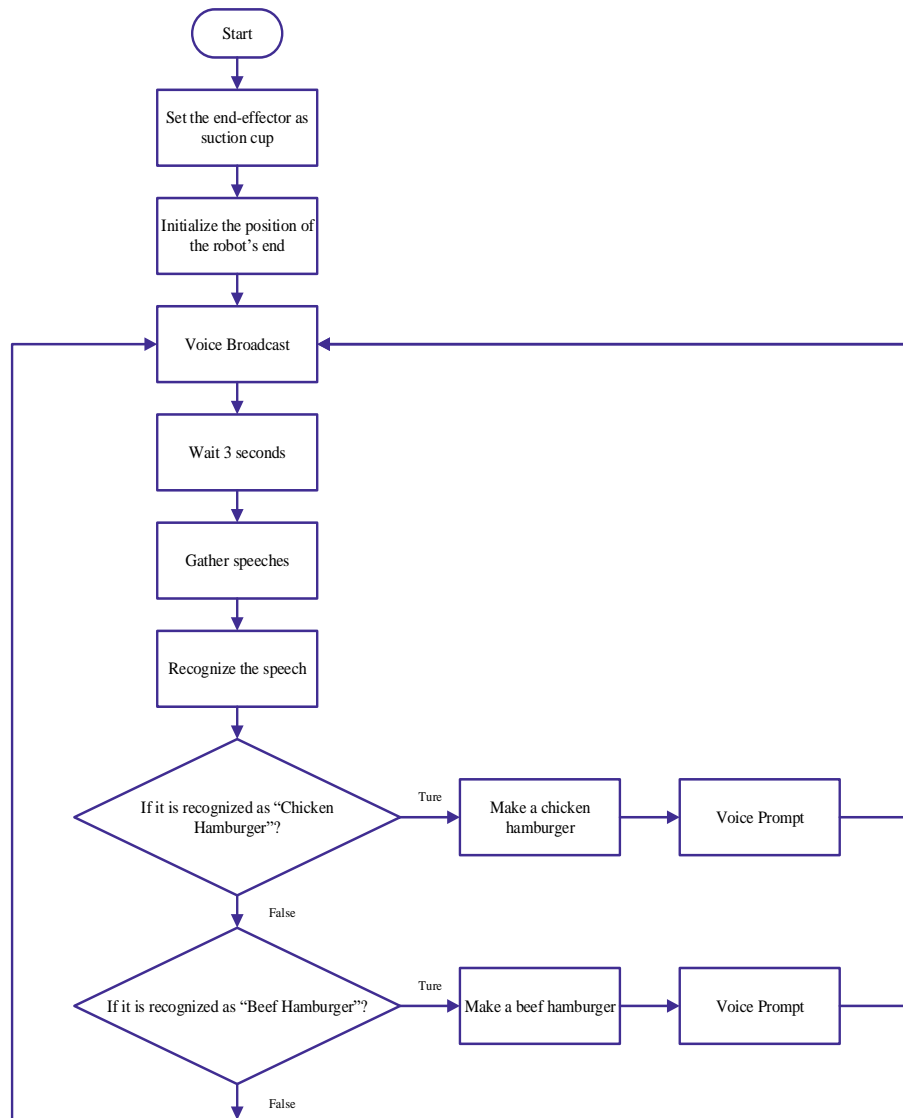 Start
Set the end-effector as
suction cup
Initialize the position of
the robot’s end
Voice Broadcast
Wait 3 seconds
Gather speeches
Recognize the speech
If it is recognized as “Chicken
Hamburger”?
Ture
Make a chicken
hamburger
Voice Prompt
False
If it is recognized as “Beef Hamburger”?
Ture
Make a beef hamburger
Voice Prompt
False